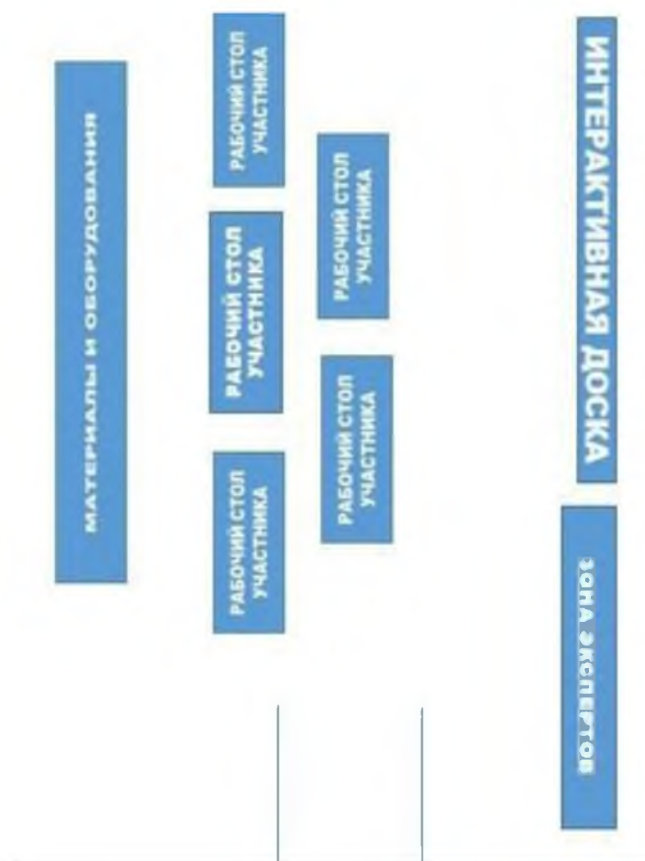 МАТЕРИАЛЫ И ОБОРУДОВАНИЯ
РАБОЧИЙ СТОЛ
УЧАСТНИКА
РАБОЧИЙ СТОЛ
УЧАСТНИКА
РАБОЧИЙ СТОЛ
УЧАСТНИКА
РАБОЧИЙ СТОЛ
УЧАСТНИКА
РАБОЧИЙ СТОЛ
УЧАСТНИКА
ИНТЕРАКТИВНАЯ ДОСКА
ЗОНА ЭКСПЕРТОВ